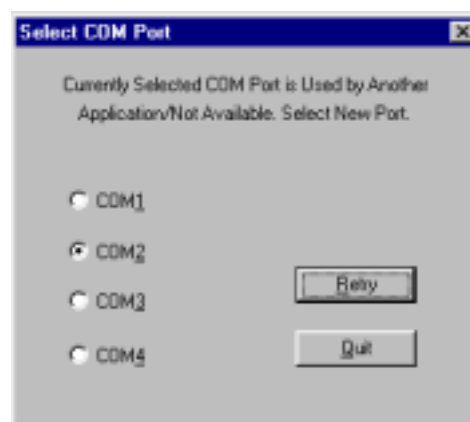 Select COM Port
Currently Selected COM Port is Used by Another
Application/Not Available. Select New Port.
COM1
COM2
COM3
COM4
Retry
Quit